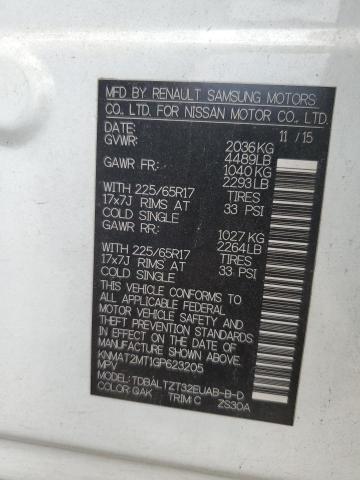 MFD BY RENAULT SAMSUNG MOTORS
CO., LTD. FOR NISSAN MOTOR CO., LTD.
DATE: 11 / 15
GVWR: 2036KG
4489LB
GAWR FR: 1040KG
2293LB
WITH 225/65R17 TIRES
17x7J RIMS AT 33 PSI
COLD SINGLE
GAWR RR: 1027KG
2264LB
WITH 225/65R17 TIRES
17x7J RIMS AT 33 PSI
COLD SINGLE
THIS VEHICLE CONFORMS TO ALL
APPLICABLE U.S. FEDERAL
MOTOR VEHICLE SAFETY AND
THEFT PREVENTION STANDARDS
IN EFFECT ON THE DATE OF
MANUFACTURE SHOWN ABOVE.
KNMAT2MT1GP623205
MPV
MODEL: TDBALTZT32EUAB-B-D
COLOR: QAK TRIM: C ZS30A